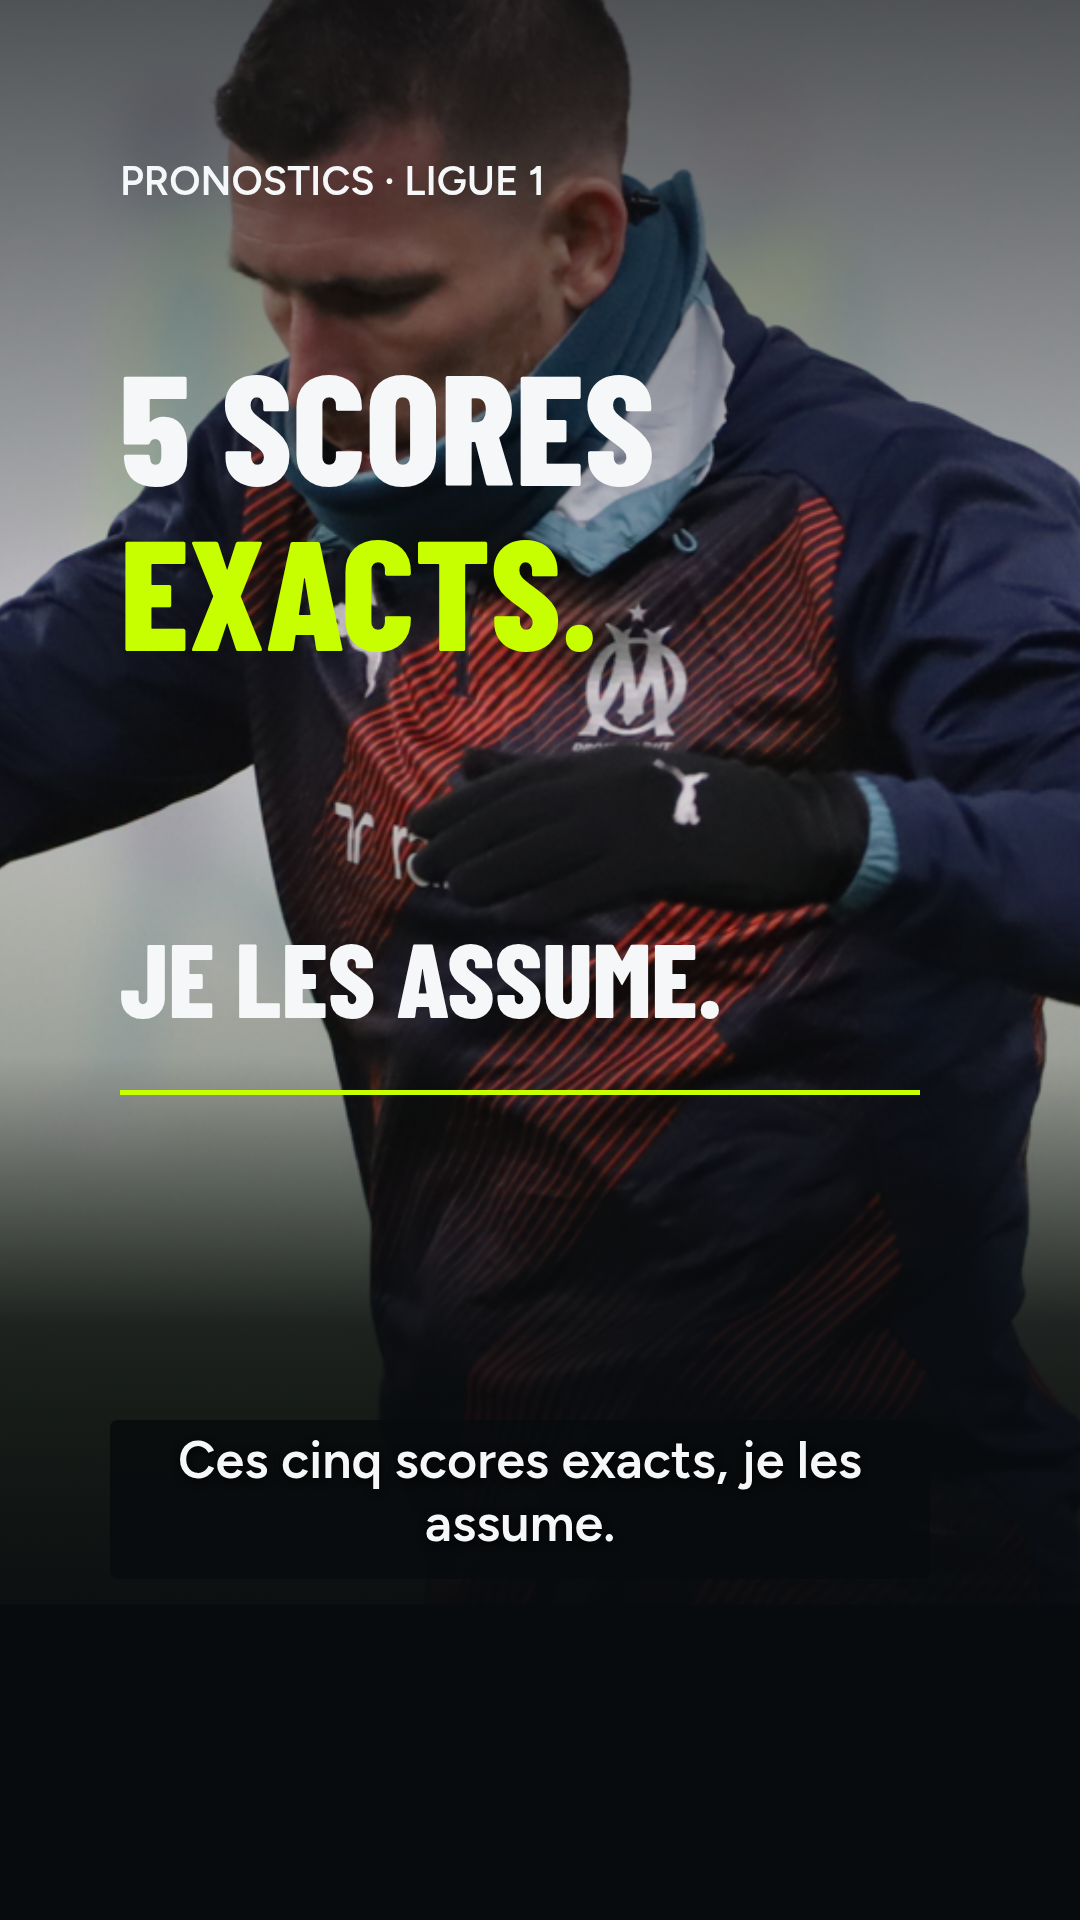 PRONOSTICS · LIGUE 1
5 SCORES
EXACTS.
JE LES ASSUME.
Ces cinq scores exacts, je les
assume.